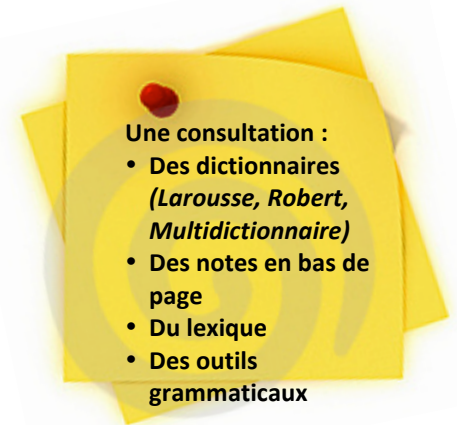 Une consultation :
• Des dictionnaires
(Larousse, Robert,
Multidictionnaire)
• Des notes en bas de
page
• Du lexique
• Des outils
grammaticaux